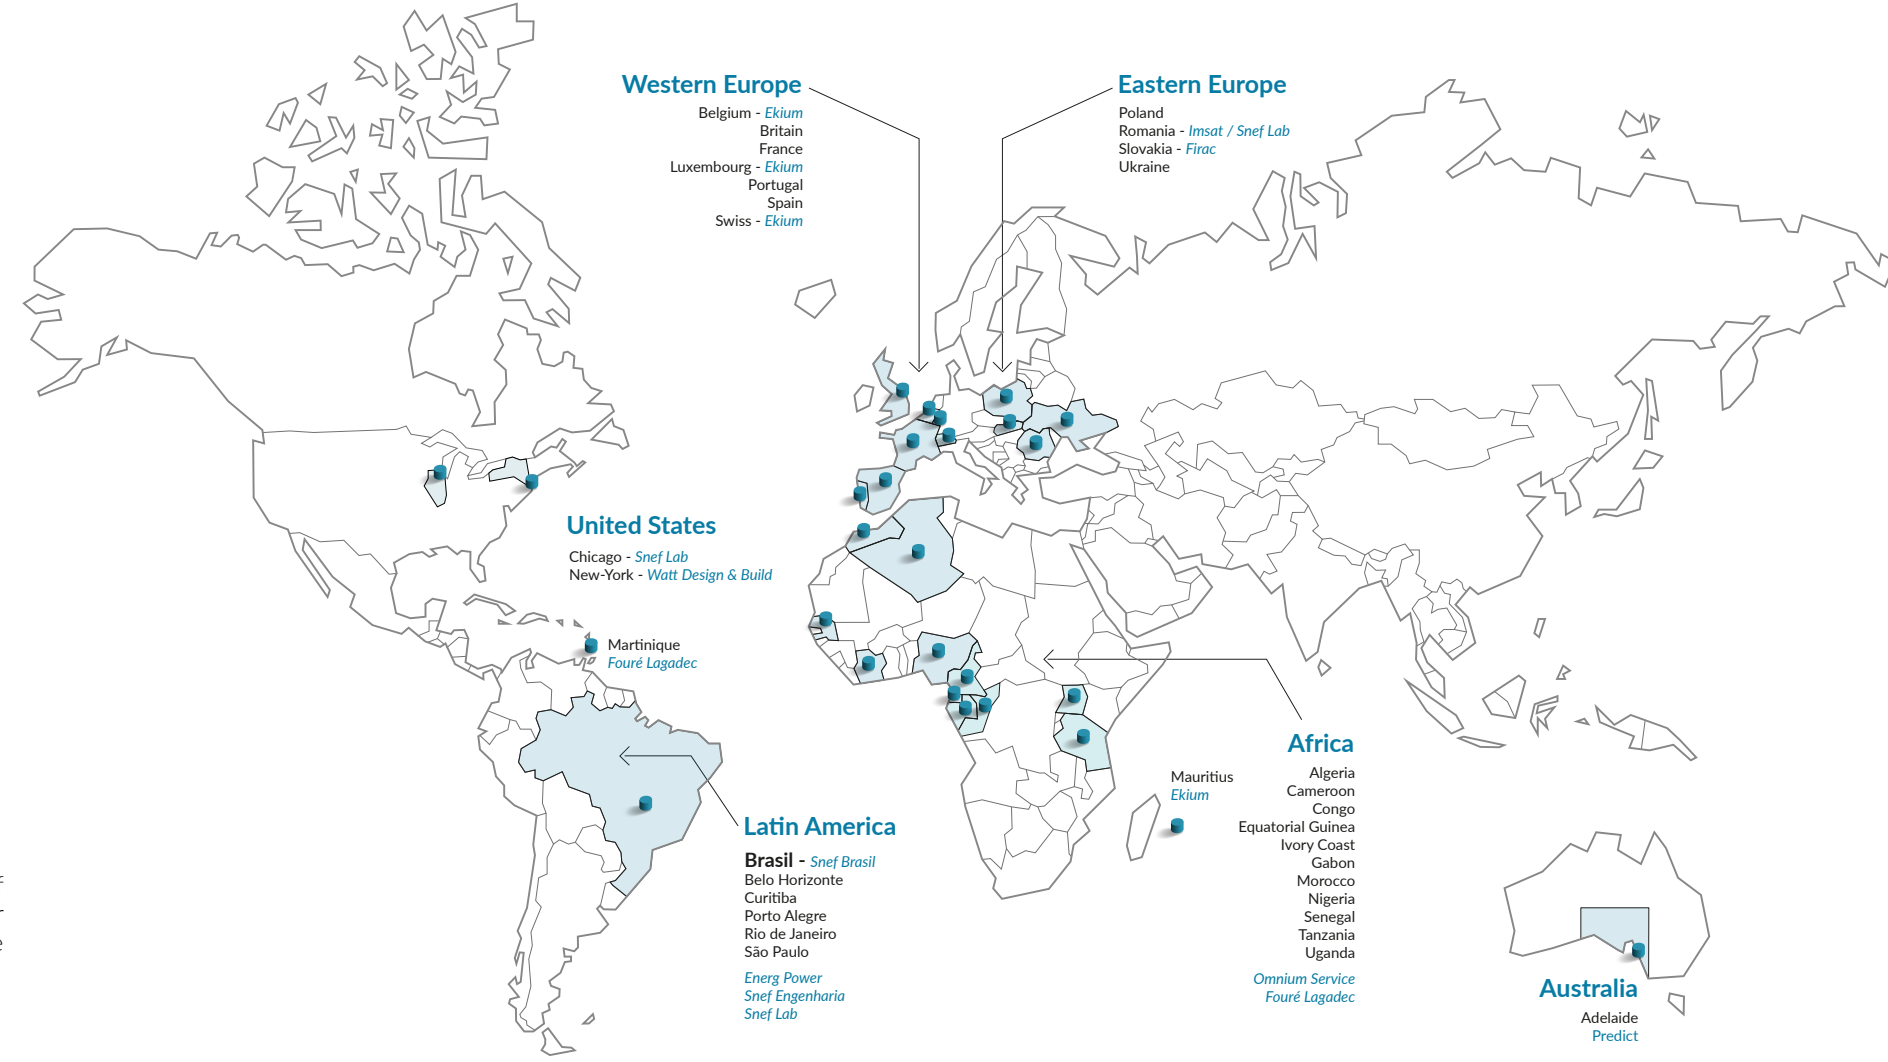 Western Europe
Belgium - Ekium
Britain
France
Luxembourg - Ekium
Portugal
Spain
Swiss - Ekium
Eastern Europe
Poland
Romania - Imsat / Snef Lab
Slovakia - Firac
Ukraine
United States
Chicago - Snef Lab
New-York - Watt Design & Build
Martinique
Fouré Lagadec
Latin America
Brasil - Snef Brasil
Belo Horizonte
Curitiba
Porto Alegre
Rio de Janeiro
São Paulo
Energ Power
Snef Engenharia
Snef Lab
Mauritius
Ekium
Africa
Algeria
Cameroon
Congo
Equatorial Guinea
Ivory Coast
Gabon
Morocco
Nigeria
Senegal
Tanzania
Uganda
Omnium Service
Fouré Lagadec
Australia
Adelaide
Predict